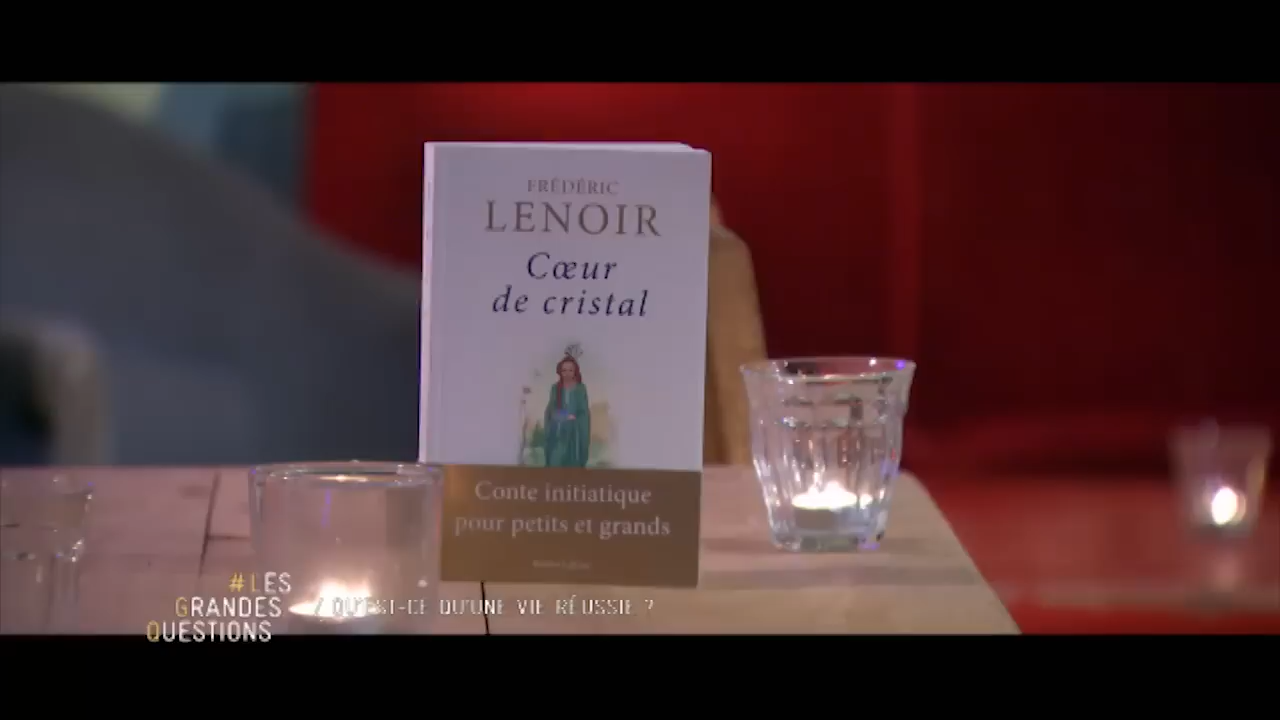 FRÉDÉRIC
LENOIR
Cœur
de cristal
Conte initiatique
pour petits et grands
#LES
GRANDES
QUESTIONS
/ QU'EST-CE QU'UNE VIE RÉUSSIE ?